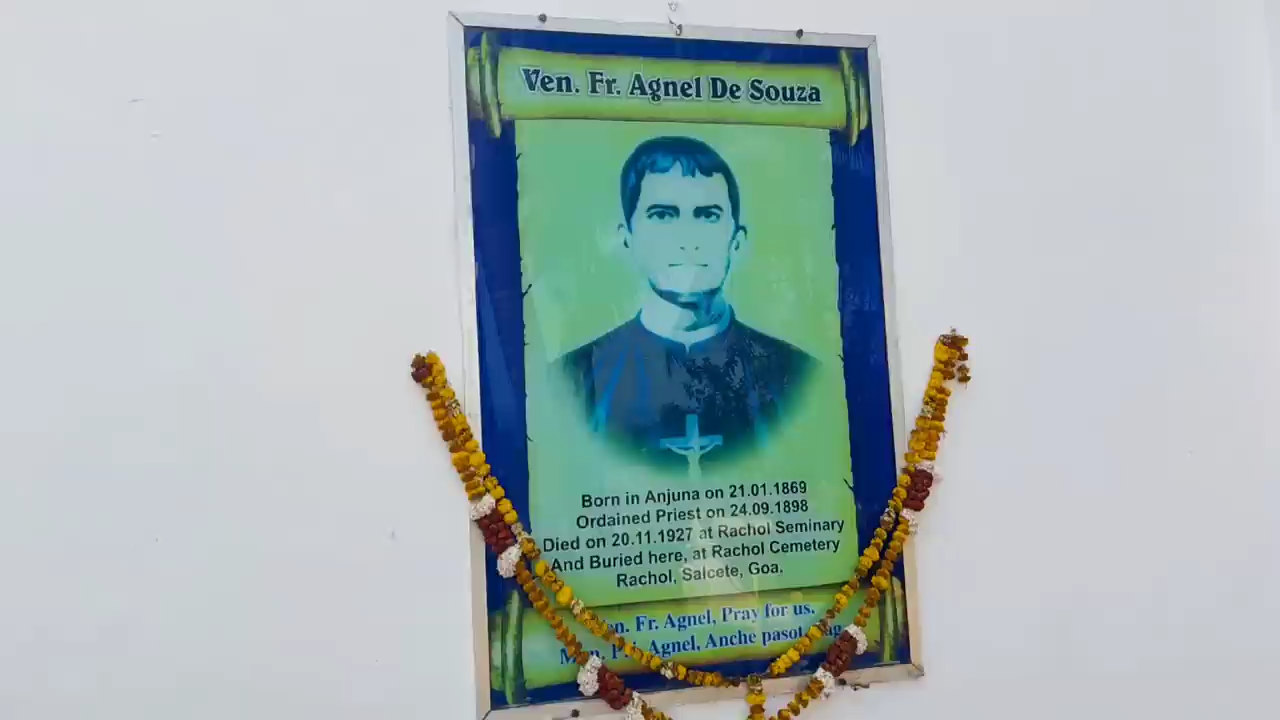 Ven. Fr. Agnel De Souza
Born in Anjuna on 21.01.1869
Ordained Priest on 24.09.1898
Died on 20.11.1927 at Rachol Seminary
And Buried here, at Rachol Cemetery
Rachol, Salcete, Goa.
Fr. Agnel, Pray for us.
Agnel, Anche pasot